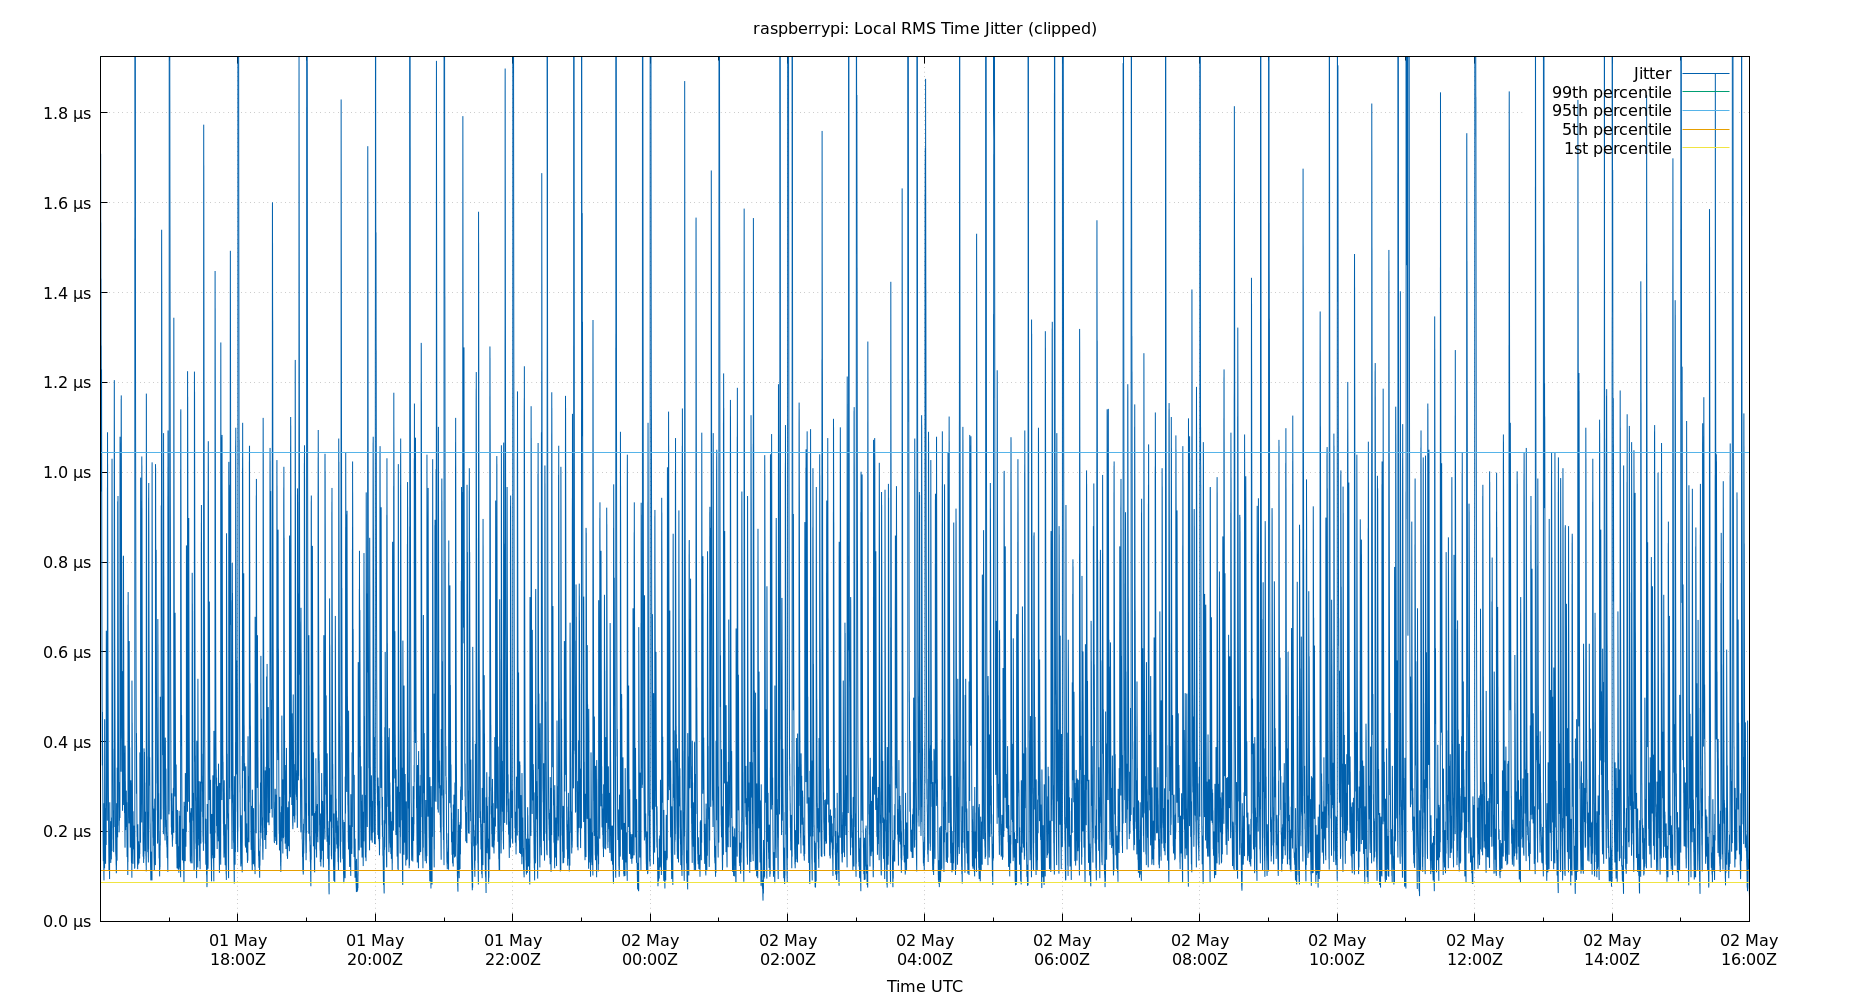 raspberrypi: Local RMS Time Jitter (clipped)
Jitter
99th percentile
95th percentile
5th percentile
1st percentile
1.8 µs
1.6 µs
1.4 µs
1.2 µs
1.0 µs
0.8 µs
0.6 µs
0.4 µs
0.2 µs
0.0 µs
01 May 01 May 01 May 02 May 02 May 02 May 02 May 02 May 02 May 02 May 02 May 02 May
18:00Z 20:00Z 22:00Z 00:00Z 02:00Z 04:00Z 06:00Z 08:00Z 10:00Z 12:00Z 14:00Z 16:00Z
Time UTC